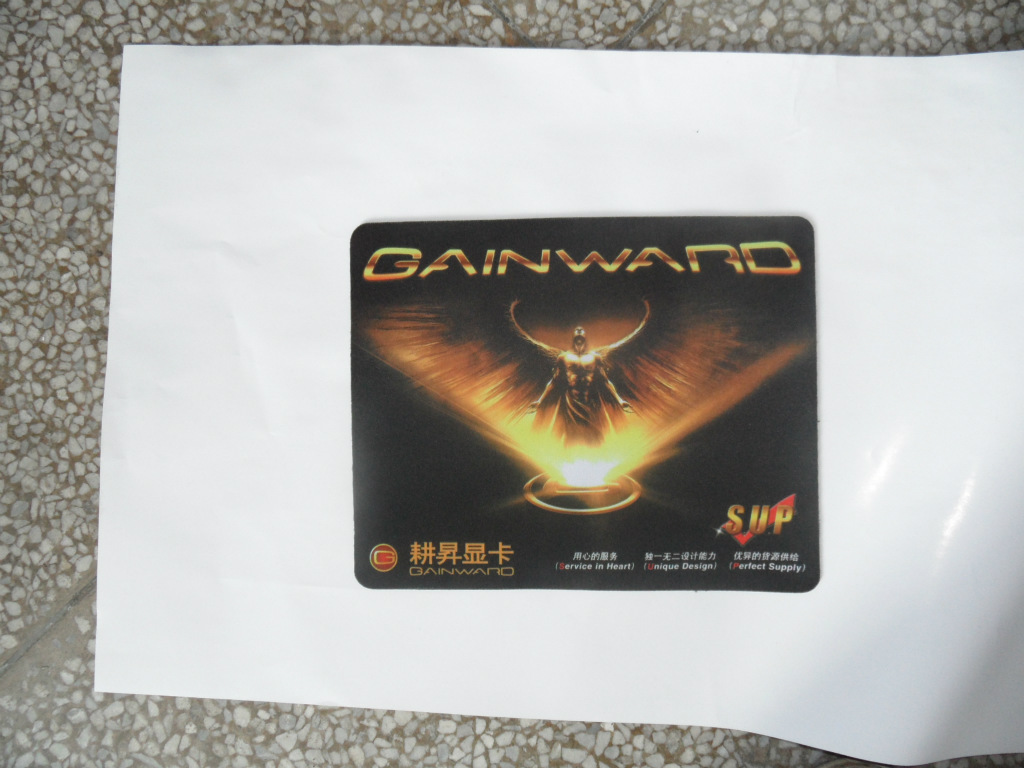 GAINWARD
S.U.P
G
耕昇显卡
GAINWARD
用心的服务
(Service in Heart)
独一无二设计能力
(Unique Design)
优异的货源供给
(Perfect Supply)